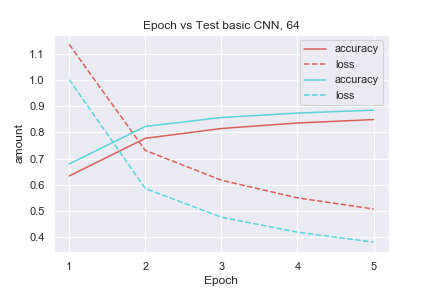 Epoch vs Test basic CNN, 64
accuracy
loss
accuracy
loss
amount
1.1
1.0
0.9
0.8
0.7
0.6
0.5
0.4
1 2 3 4 5
Epoch